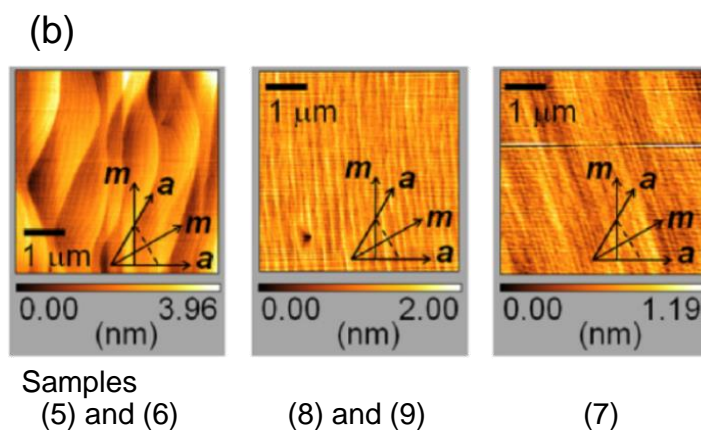 (b)
1 μm
m
a
m
a
0.00 3.96
(nm)
1 μm
m
a
m
a
0.00 2.00
(nm)
1 μm
m
a
m
a
0.00 1.19
(nm)
Samples
(5) and (6) (8) and (9) (7)